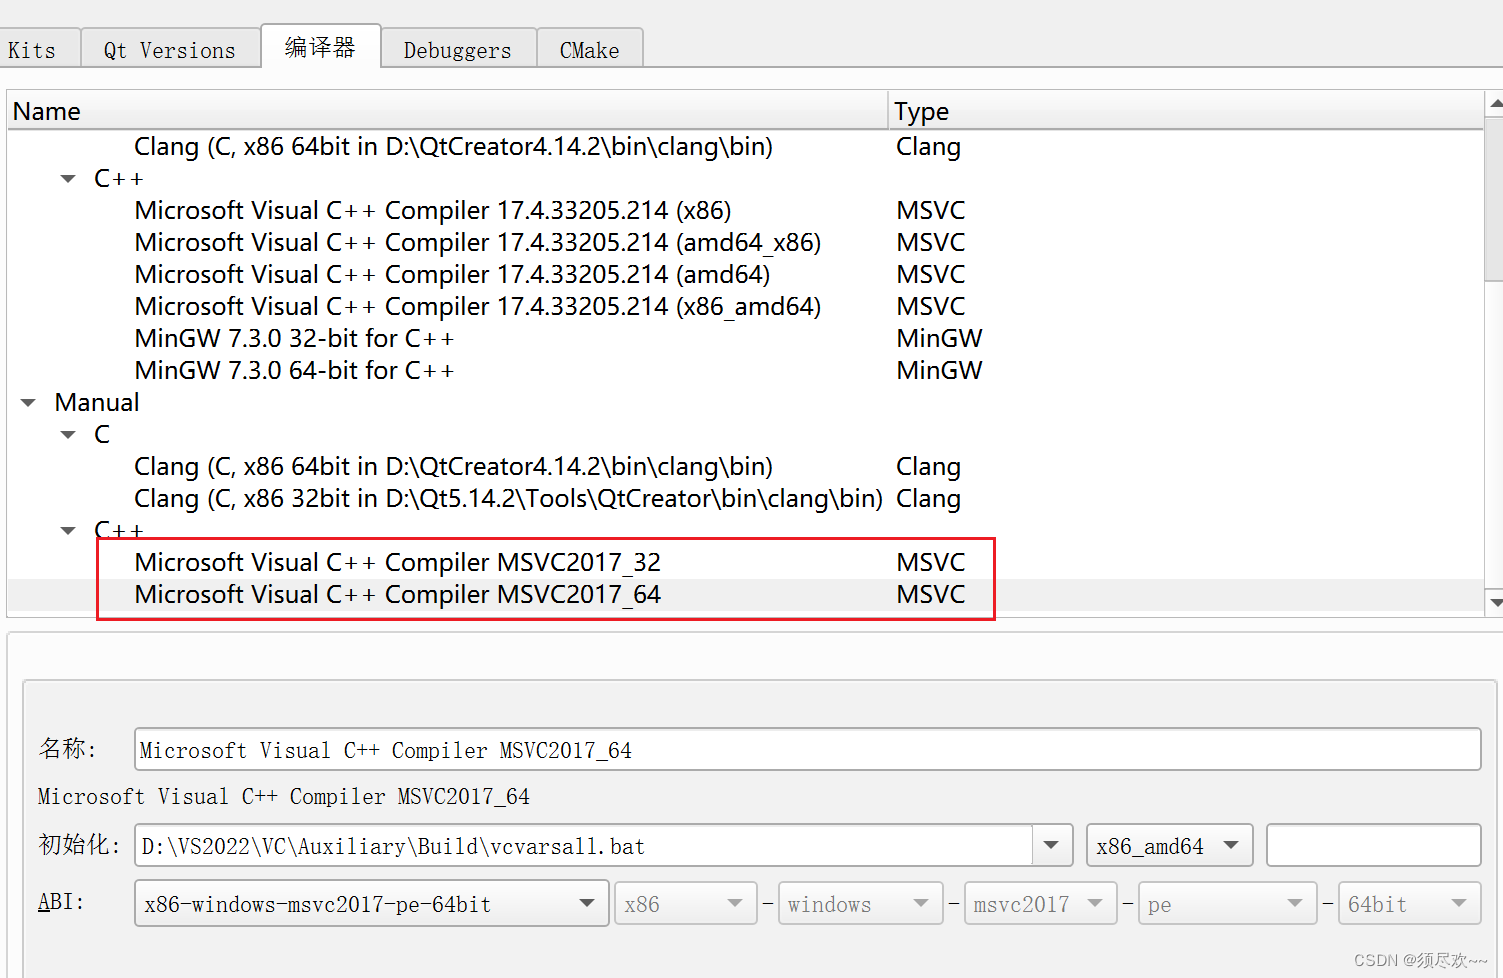 Kits Qt Versions 编译器 Debuggers CMake
Name Type
Clang (C, x86 64bit in D:\QtCreator4.14.2\bin\clang\bin) Clang
C++
Microsoft Visual C++ Compiler 17.4.33205.214 (x86) MSVC
Microsoft Visual C++ Compiler 17.4.33205.214 (amd64_x86) MSVC
Microsoft Visual C++ Compiler 17.4.33205.214 (amd64) MSVC
Microsoft Visual C++ Compiler 17.4.33205.214 (x86_amd64) MSVC
MinGW 7.3.0 32-bit for C++ MinGW
MinGW 7.3.0 64-bit for C++ MinGW
Manual
C
Clang (C, x86 64bit in D:\QtCreator4.14.2\bin\clang\bin) Clang
Clang (C, x86 32bit in D:\Qt5.14.2\Tools\QtCreator\bin\clang\bin) Clang
C++
Microsoft Visual C++ Compiler MSVC2017_32 MSVC
Microsoft Visual C++ Compiler MSVC2017_64 MSVC
名称: Microsoft Visual C++ Compiler MSVC2017_64
Microsoft Visual C++ Compiler MSVC2017_64
初始化: D:\VS2022\VC\Auxiliary\Build\vcvarsall.bat x86_amd64
ABI: x86-windows-msvc2017-pe-64bit x86 - windows - msvc2017 - pe - 64bit
CSDN @须尽欢~~